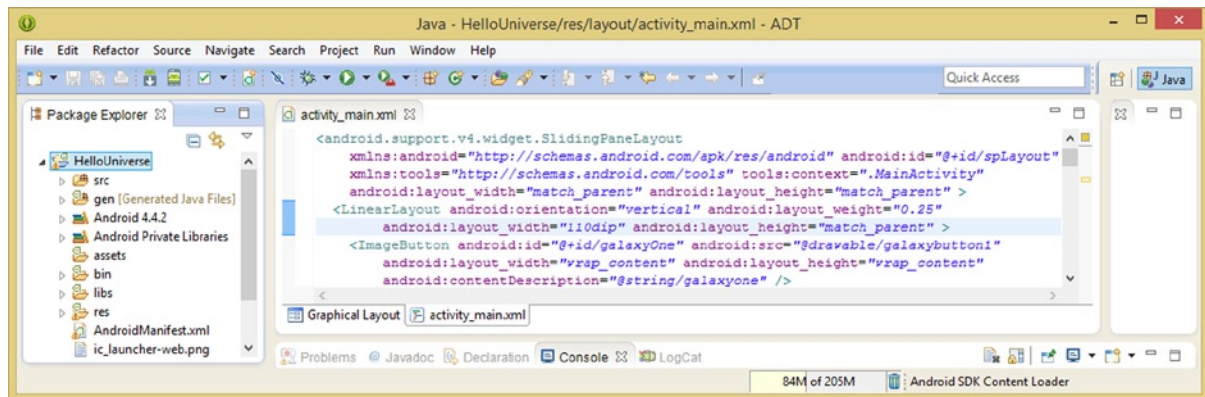 Java - HelloUniverse/res/layout/activity_main.xml - ADT
File Edit Refactor Source Navigate Search Project Run Window Help
Quick Access
Java
Package Explorer
HelloUniverse
src
gen [Generated Java Files]
Android 4.4.2
Android Private Libraries
assets
bin
libs
res
AndroidManifest.xml
ic_launcher-web.png
activity_main.xml
<android.support.v4.widget.SlidingPaneLayout
xmlns:android="http://schemas.android.com/apk/res/android" android:id="@+id/spLayout"
xmlns:tools="http://schemas.android.com/tools" tools:context=".MainActivity"
android:layout_width="match_parent" android:layout_height="match_parent" >
<LinearLayout android:orientation="vertical" android:layout_weight="0.25"
android:layout_width="110dip" android:layout_height="match_parent" >
<ImageButton android:id="@+id/galaxyOne" android:src="@drawable/galaxybutton1"
android:layout_width="wrap_content" android:layout_height="wrap_content"
android:contentDescription="@string/galaxyone" />
Graphical Layout activity_main.xml
Problems @ Javadoc Declaration Console LogCat
84M of 205M Android SDK Content Loader